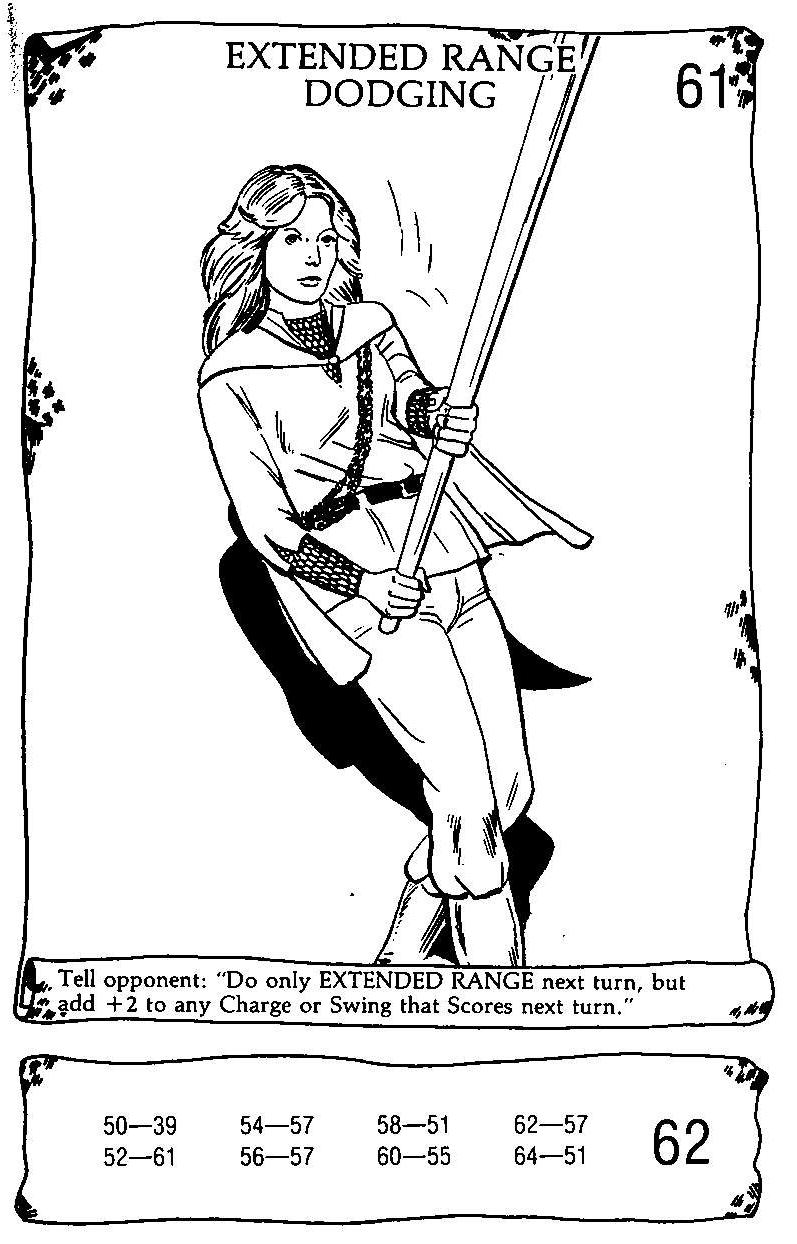 EXTENDED RANGE
DODGING
61
Tell opponent: "Do only EXTENDED RANGE next turn, but
add +2 to any Charge or Swing that Scores next turn."
50—39 54—57 58—51 62—57
52—61 56—57 60—55 64—51
62